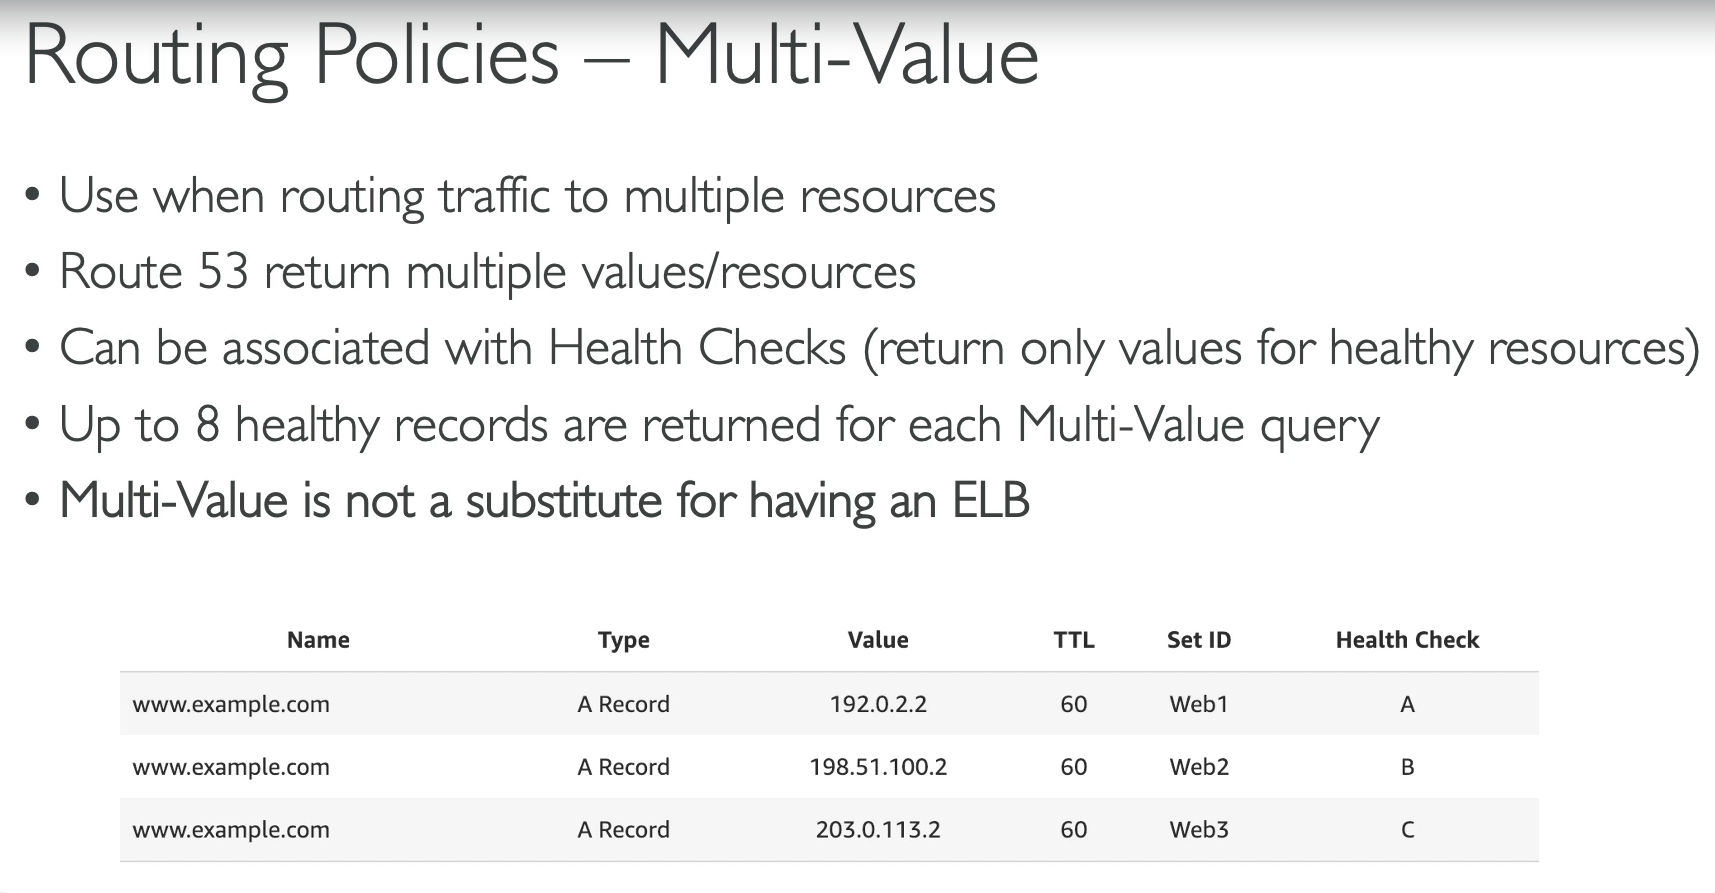 Routing Policies – Multi-Value
• Use when routing traffic to multiple resources
• Route 53 return multiple values/resources
• Can be associated with Health Checks (return only values for healthy resources)
• Up to 8 healthy records are returned for each Multi-Value query
• Multi-Value is not a substitute for having an ELB
Name Type Value TTL Set ID Health Check
www.example.com A Record 192.0.2.2 60 Web1 A
www.example.com A Record 198.51.100.2 60 Web2 B
www.example.com A Record 203.0.113.2 60 Web3 C